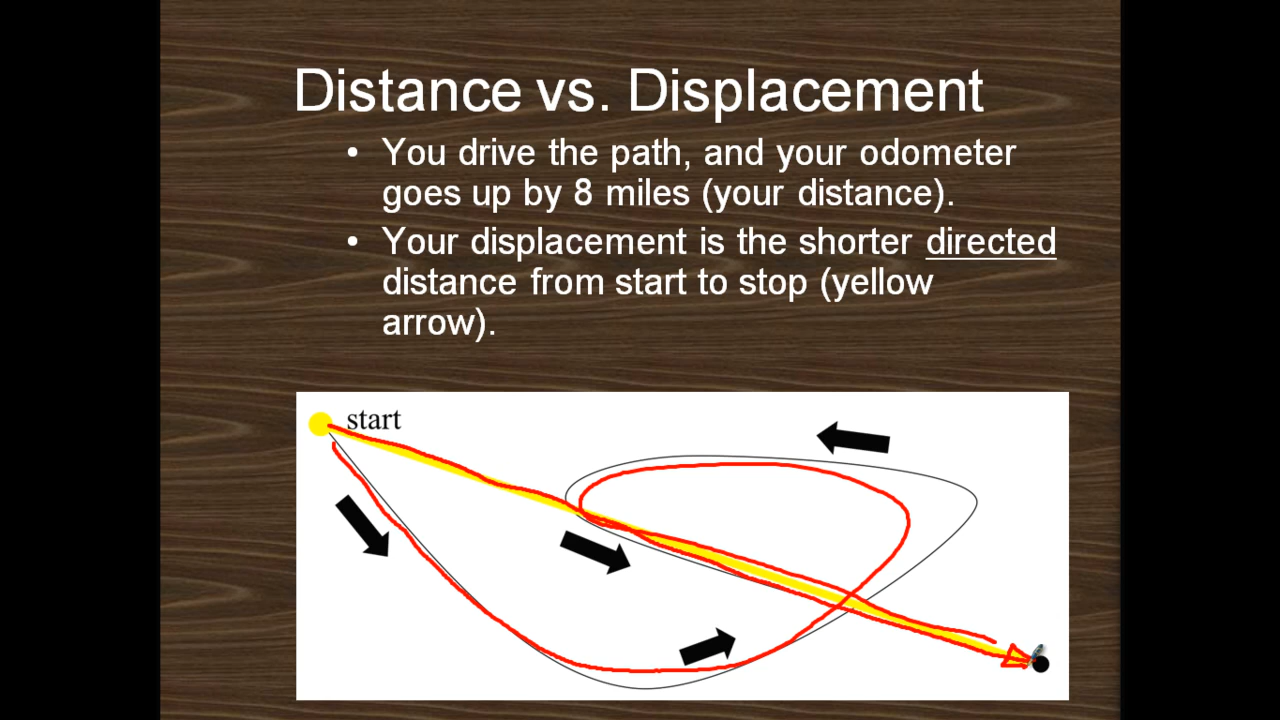 Distance vs. Displacement
• You drive the path, and your odometer
goes up by 8 miles (your distance).
• Your displacement is the shorter directed
distance from start to stop (yellow
arrow).
start